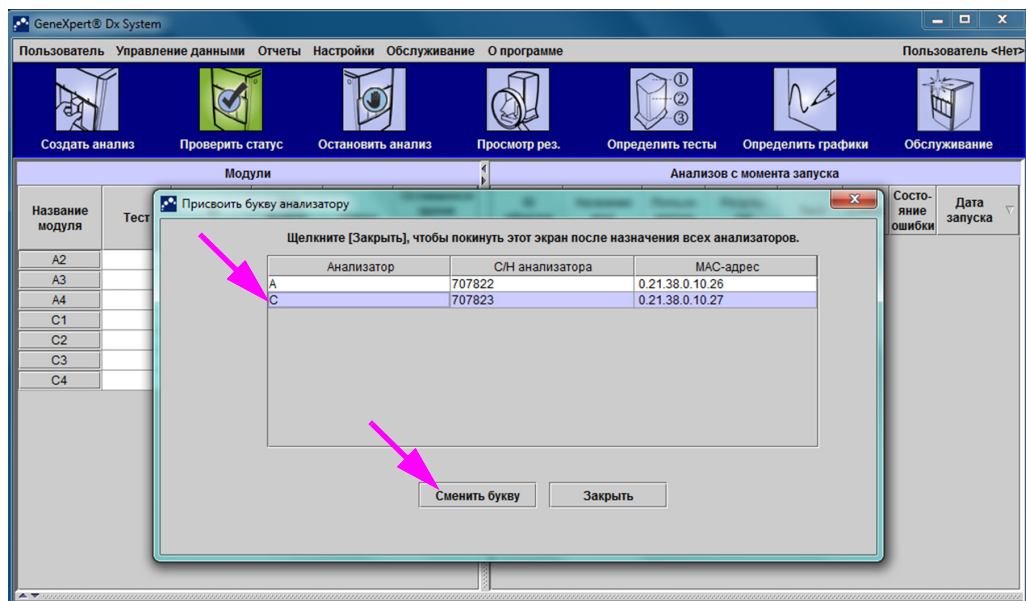 GeneXpert® Dx System
Пользователь Управление данными Отчеты Настройки Обслуживание О программе Пользователь <Нет>
Создать анализ Проверить статус Остановить анализ Просмотр рез. Определить тесты Определить графики Обслуживание
Модули Анализов с момента запуска
Название модуля Тест Состо-яние ошибки Дата запуска
Присвоить букву анализатору
Щелкните [Закрыть], чтобы покинуть этот экран после назначения всех анализаторов.
Анализатор С/Н анализатора MAC-адрес
A 707822 0.21.38.0.10.26
C 707823 0.21.38.0.10.27
A2
A3
A4
C1
C2
C3
C4
Сменить букву Закрыть